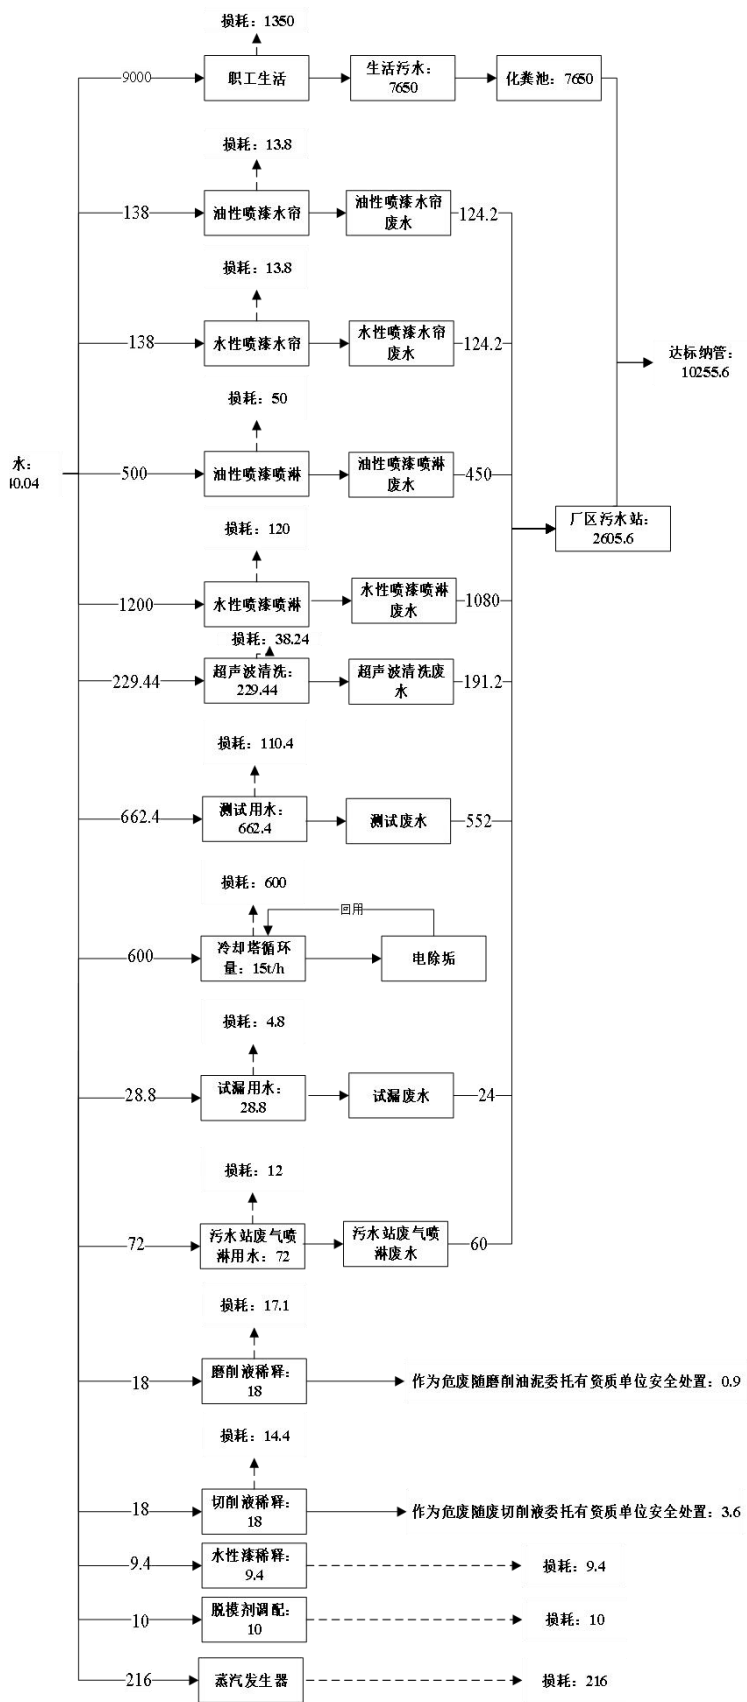 损耗：1350
9000
职工生活
生活污水：
7650
化粪池：7650
损耗：13.8
138
油性喷漆水帘
油性喷漆水帘
废水
124.2
损耗：13.8
138
水性喷漆水帘
水性喷漆水帘
废水
124.2
达标纳管：
10255.6
损耗：50
水：
40.04
500
油性喷漆喷淋
油性喷漆喷淋
废水
450
厂区污水站：
2605.6
损耗：120
1200
水性喷漆喷淋
水性喷漆喷淋
废水
1080
损耗：38.24
229.44
超声波清洗：
229.44
超声波清洗废
水
191.2
损耗：110.4
662.4
测试用水：
662.4
测试废水
552
损耗：600
回用
600
冷却塔循环
量：15t/h
电除垢
损耗：4.8
28.8
试漏用水：
28.8
试漏废水
24
损耗：12
72
污水站废气喷
淋用水：72
污水站废气喷
淋废水
60
损耗：17.1
18
磨削液稀释：
18
作为危废随磨削油泥委托有资质单位安全处置：0.9
损耗：14.4
18
切削液稀释：
18
作为危废随废切削液委托有资质单位安全处置：3.6
9.4
水性漆稀释：
9.4
损耗：9.4
10
脱模剂调配：
10
损耗：10
216
蒸汽发生器
损耗：216